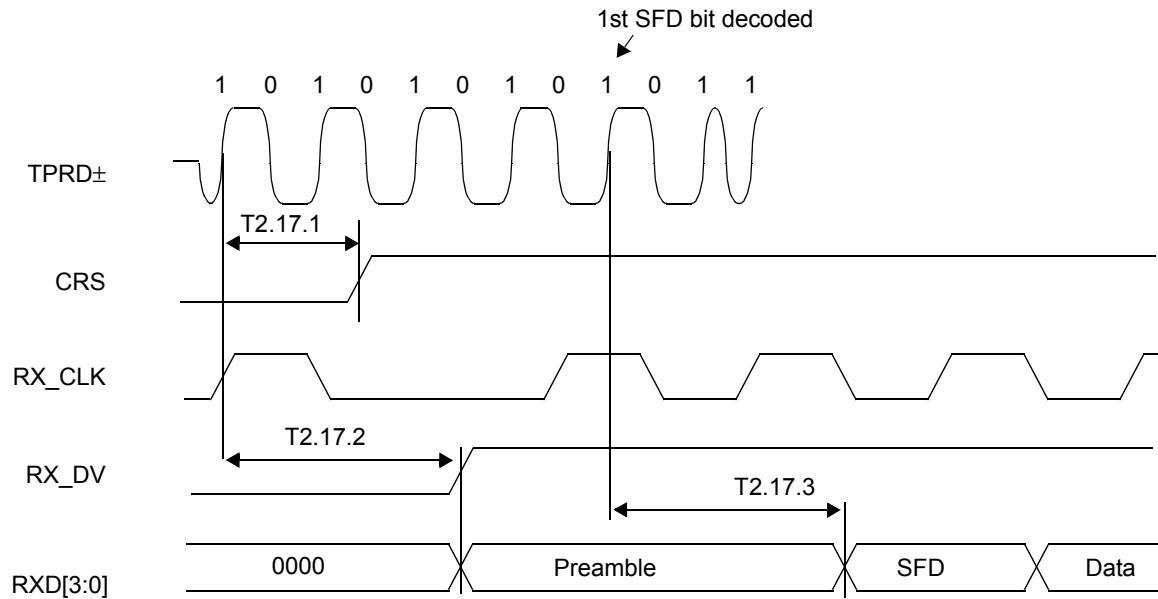 1st SFD bit decoded
1 0 1 0 1 0 1 0 1 0 1 1
TPRD±
T2.17.1
CRS
RX_CLK
T2.17.2
RX_DV
T2.17.3
RXD[3:0]
0000 Preamble SFD Data